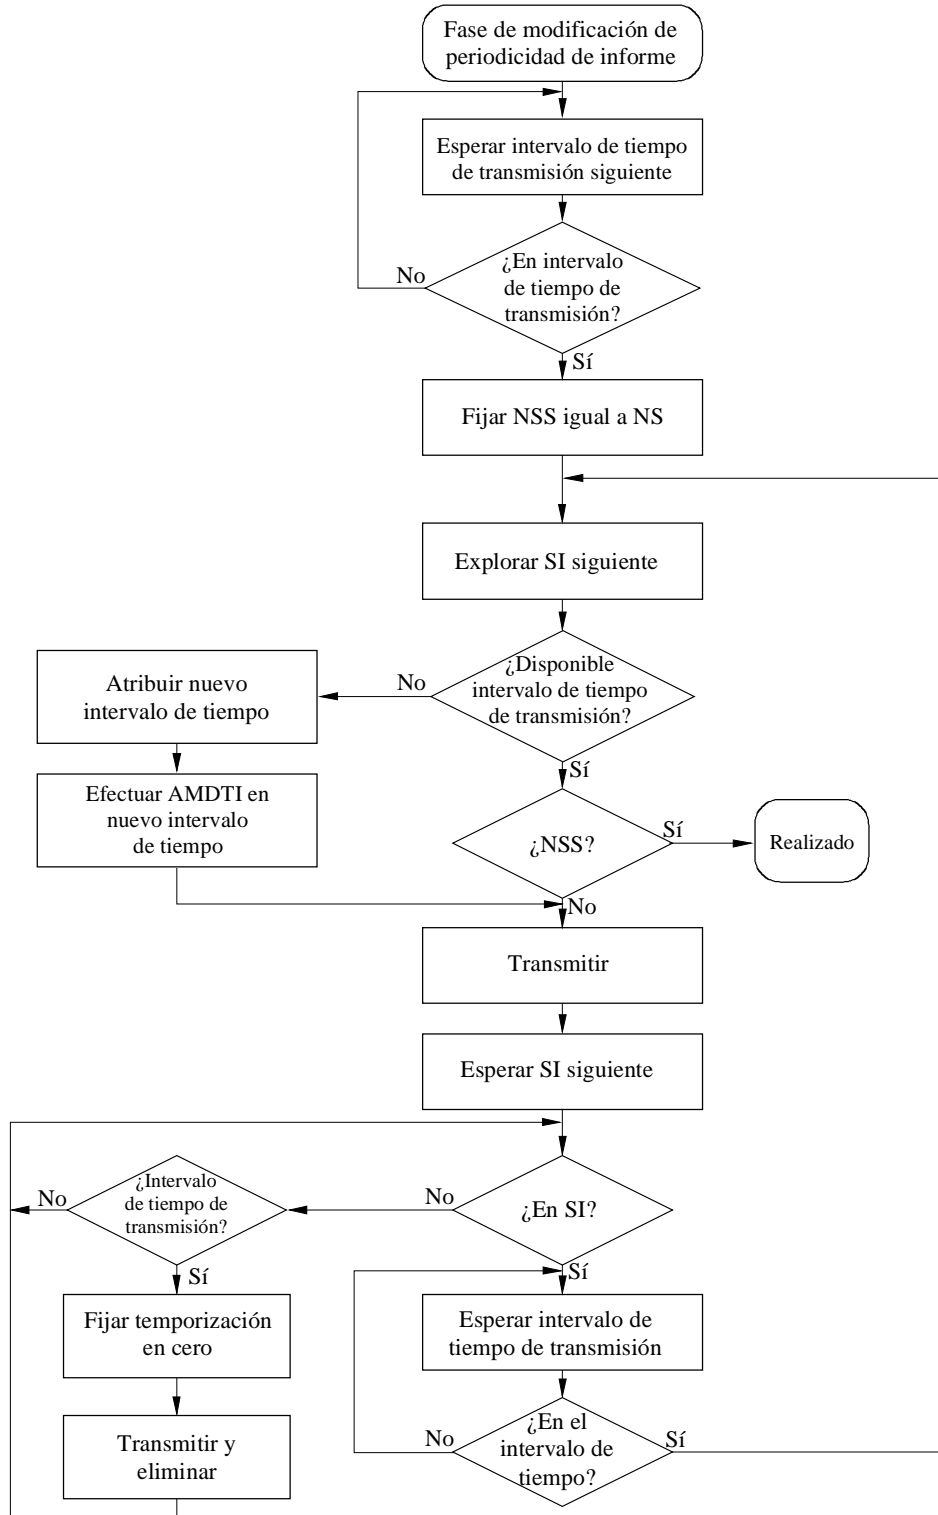 Fase de modificación de
periodicidad de informe
Esperar intervalo de tiempo
de transmisión siguiente
¿En intervalo
de tiempo de
transmisión?
No
Sí
Fijar NSS igual a NS
Explorar SI siguiente
¿Disponible
intervalo de tiempo
de transmisión?
No
Sí
Atribuir nuevo
intervalo de tiempo
Efectuar AMDTI en
nuevo intervalo
de tiempo
¿NSS?
Sí
Realizado
No
Transmitir
Esperar SI siguiente
¿En SI?
No
Sí
¿Intervalo
de tiempo de
transmisión?
No
Sí
Fijar temporización
en cero
Transmitir y
eliminar
Esperar intervalo de
tiempo de transmisión
¿En el
intervalo de
tiempo?
No
Sí